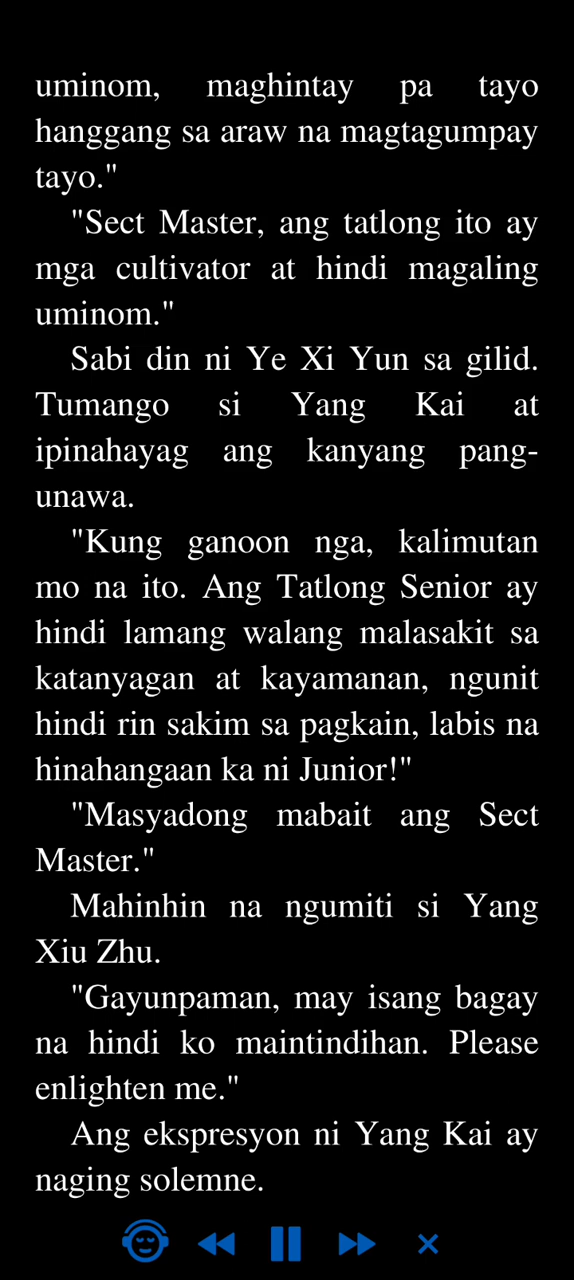 uminom, maghintay pa tayo
hanggang sa araw na magtagumpay
tayo."
"Sect Master, ang tatlong ito ay
mga cultivator at hindi magaling
uminom."
Sabi din ni Ye Xi Yun sa gilid.
Tumango si Yang Kai at
ipinahayag ang kanyang pang-
unawa.
"Kung ganoon nga, kalimutan
mo na ito. Ang Tatlong Senior ay
hindi lamang walang malasakit sa
katanyagan at kayamanan, ngunit
hindi rin sakim sa pagkain, labis na
hinahangaan ka ni Junior!"
"Masyadong mabait ang Sect
Master."
Mahinhin na ngumiti si Yang
Xiu Zhu.
"Gayunpaman, may isang bagay
na hindi ko maintindihan. Please
enlighten me."
Ang ekspresyon ni Yang Kai ay
naging solemne.